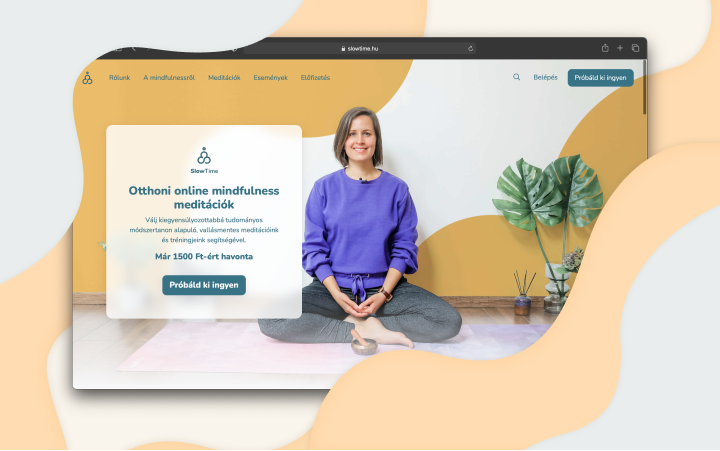 slowtime.hu
Rólunk A mindfulnessről Meditációk Események Előfizetés Belépés Próbáld ki ingyen
SlowTime
Otthoni online mindfulness
meditációk
Válj kiegyensúlyozottabbá tudományos
módszertanon alapuló, vallásmentes meditációink
és tréningjeink segítségével.
Már 1500 Ft-ért havonta
Próbáld ki ingyen